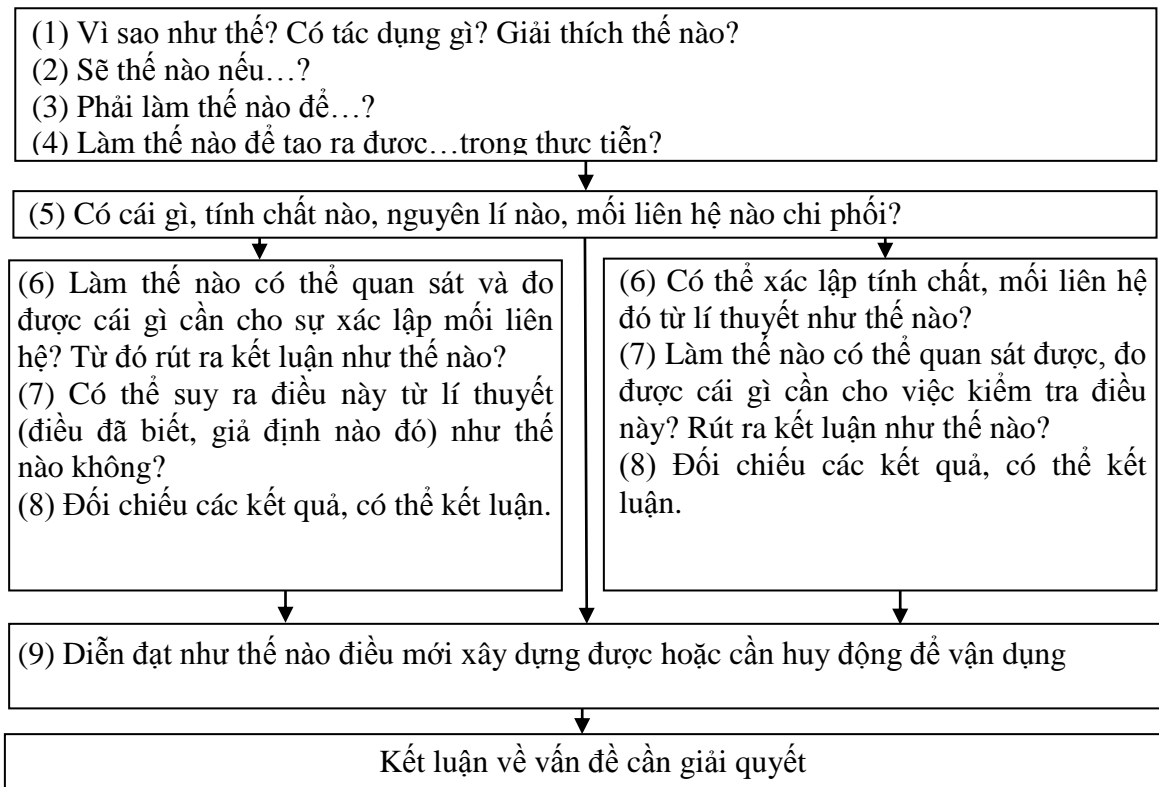 (1) Vì sao như thế? Có tác dụng gì? Giải thích thế nào?
(2) Sẽ thế nào nếu…?
(3) Phải làm thế nào để…?
(4) Làm thế nào để tạo ra được…trong thực tiễn?
(5) Có cái gì, tính chất nào, nguyên lí nào, mối liên hệ nào chi phối?
(6) Làm thế nào có thể quan sát và đo
được cái gì cần cho sự xác lập mối liên
hệ? Từ đó rút ra kết luận như thế nào?
(7) Có thể suy ra điều này từ lí thuyết
(điều đã biết, giả định nào đó) như thế
nào không?
(8) Đối chiếu các kết quả, có thể kết luận.
(6) Có thể xác lập tính chất, mối liên hệ
đó từ lí thuyết như thế nào?
(7) Làm thế nào có thể quan sát được, đo
được cái gì cần cho việc kiểm tra điều
này? Rút ra kết luận như thế nào?
(8) Đối chiếu các kết quả, có thể kết
luận.
(9) Diễn đạt như thế nào điều mới xây dựng được hoặc cần huy động để vận dụng
Kết luận về vấn đề cần giải quyết